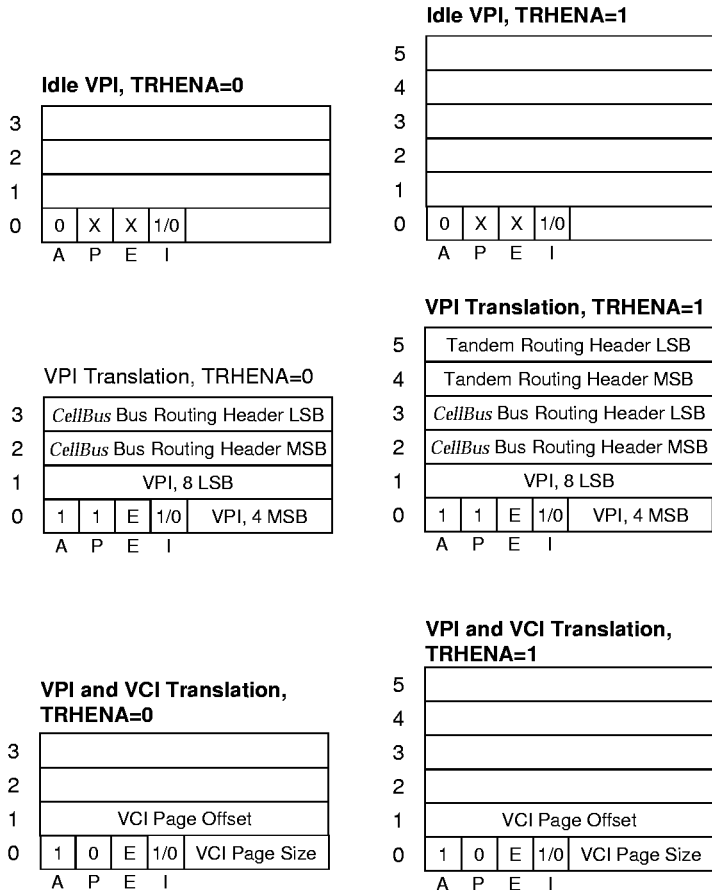 Idle VPI, TRHENA=0
3
2
1
0 0 X X 1/0
A P E I
Idle VPI, TRHENA=1
5
4
3
2
1
0 0 X X 1/0
A P E I
VPI Translation, TRHENA=0
3 CellBus Bus Routing Header LSB
2 CellBus Bus Routing Header MSB
1 VPI, 8 LSB
0 1 1 E 1/0 VPI, 4 MSB
A P E I
VPI Translation, TRHENA=1
5 Tandem Routing Header LSB
4 Tandem Routing Header MSB
3 CellBus Bus Routing Header LSB
2 CellBus Bus Routing Header MSB
1 VPI, 8 LSB
0 1 1 E 1/0 VPI, 4 MSB
A P E I
VPI and VCI Translation,
TRHENA=0
3
2
1 VCI Page Offset
0 1 0 E 1/0 VCI Page Size
A P E I
VPI and VCI Translation,
TRHENA=1
5
4
3
2
1 VCI Page Offset
0 1 0 E 1/0 VCI Page Size
A P E I